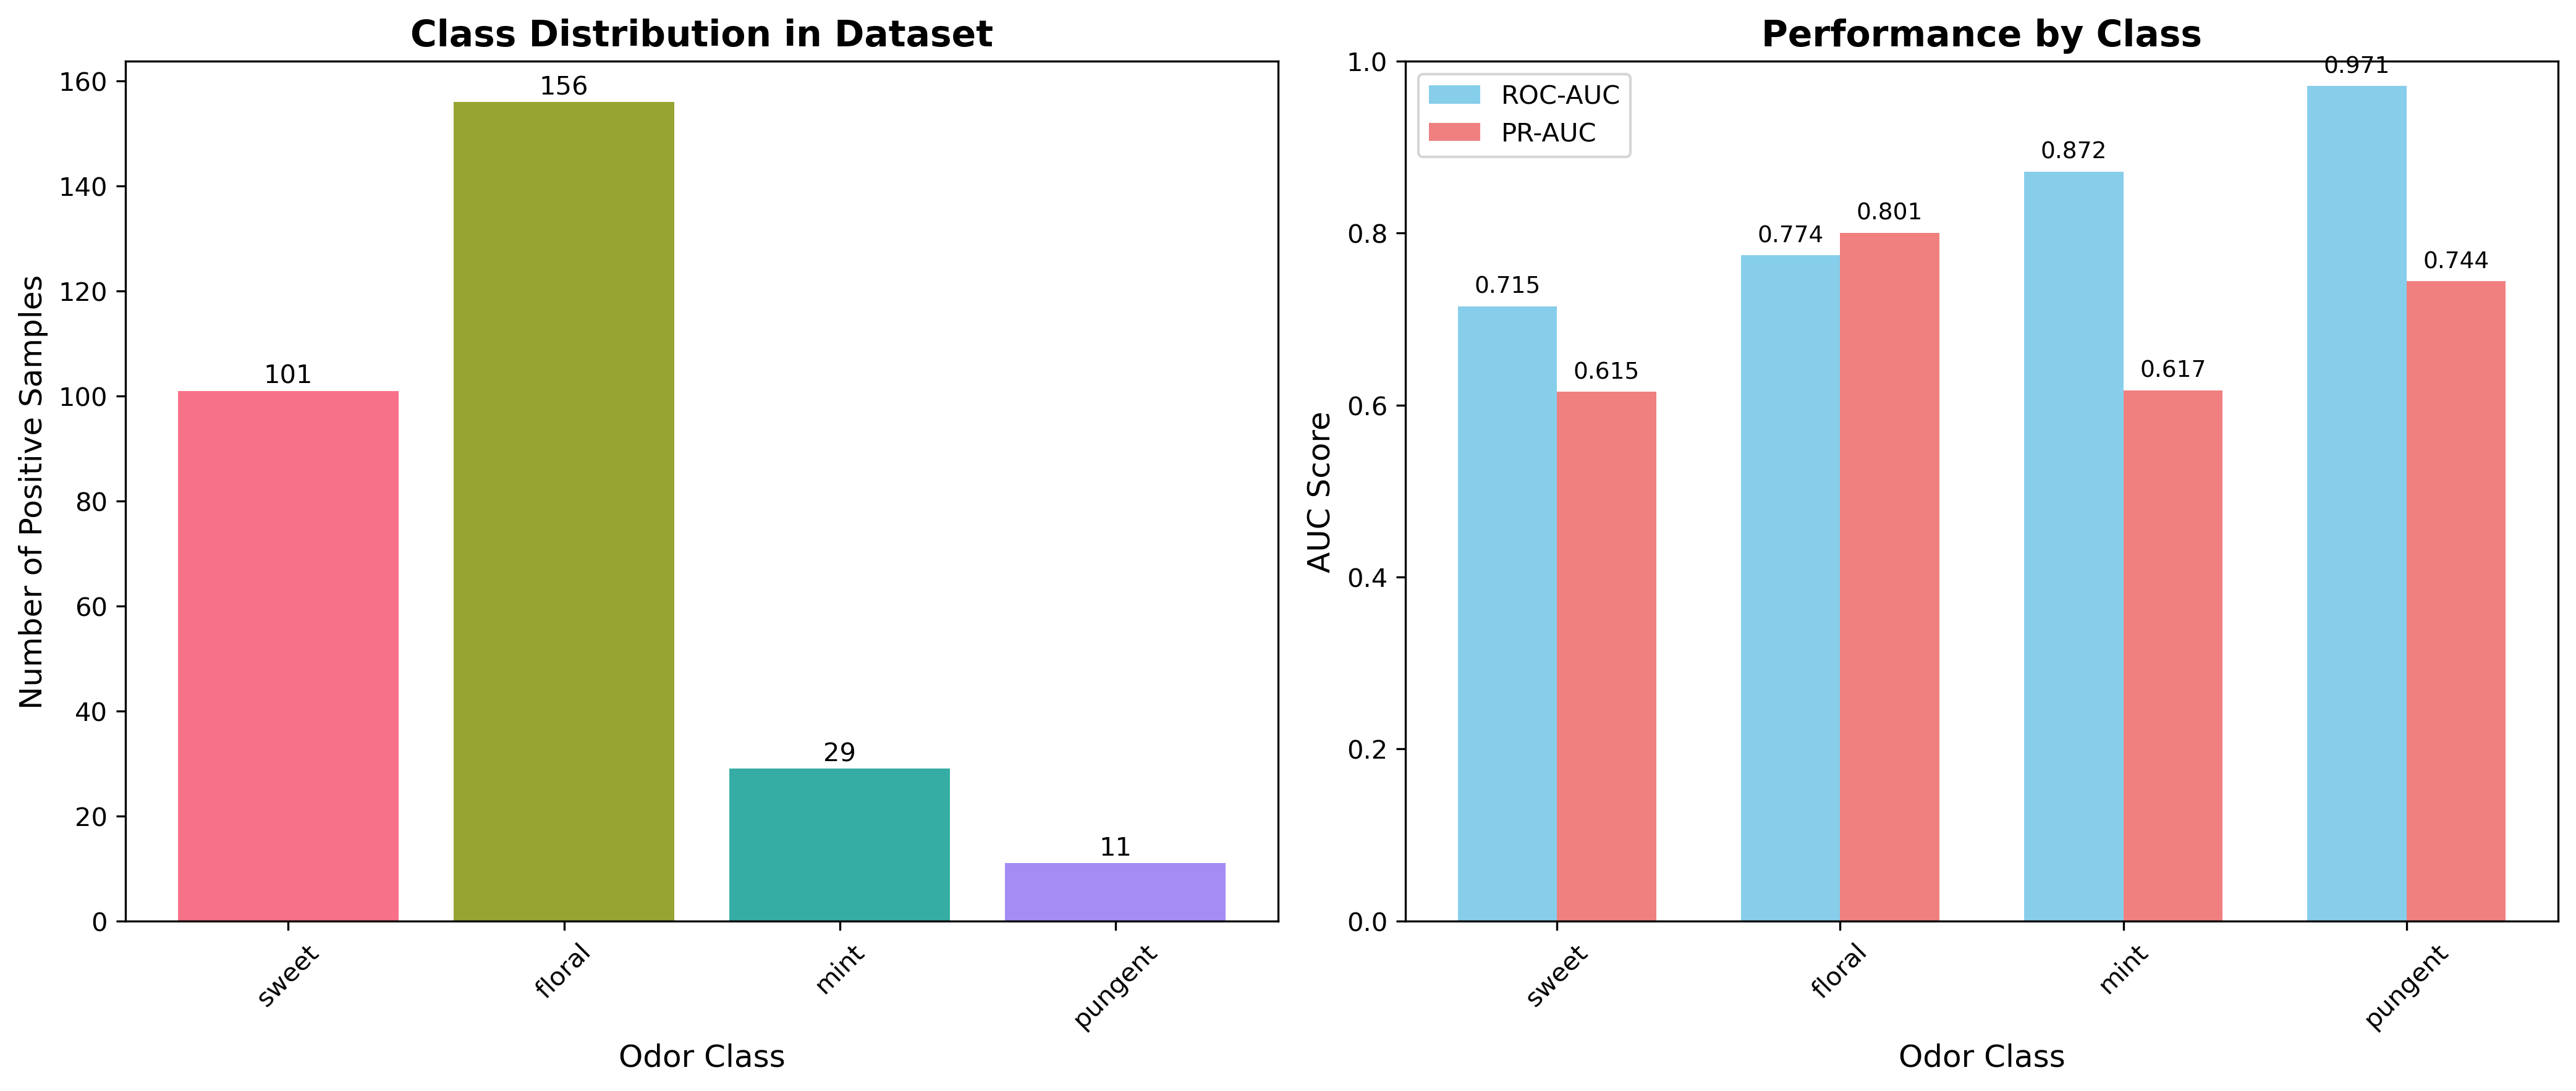 Class Distribution in Dataset
Number of Positive Samples
160
140
120
100
80
60
40
20
0
101
156
29
11
sweet
floral
mint
pungent
Odor Class
Performance by Class
ROC-AUC
PR-AUC
AUC Score
1.0
0.8
0.6
0.4
0.2
0.0
0.715
0.615
0.774
0.801
0.872
0.617
0.971
0.744
sweet
floral
mint
pungent
Odor Class